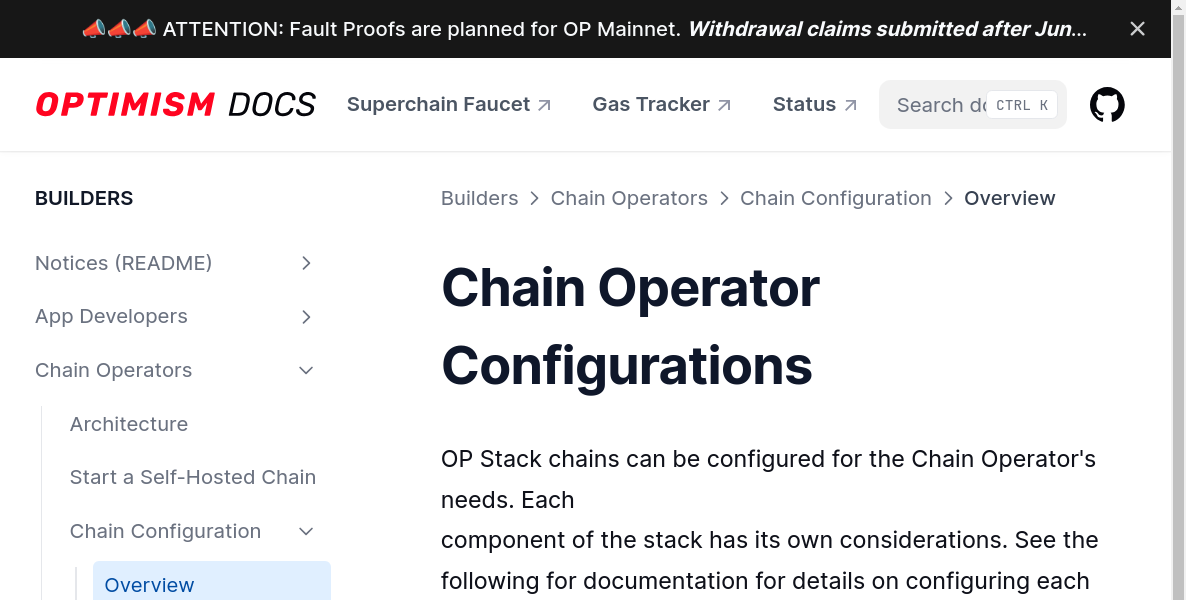 📣📣📣 ATTENTION: Fault Proofs are planned for OP Mainnet. Withdrawal claims submitted after Jun...
OPTIMISM DOCS
Superchain Faucet
Gas Tracker
Status
Search do
CTRL K
BUILDERS
Notices (README)
App Developers
Chain Operators
Architecture
Start a Self-Hosted Chain
Chain Configuration
Overview
Builders > Chain Operators > Chain Configuration > Overview
Chain Operator
Configurations
OP Stack chains can be configured for the Chain Operator's
needs. Each
component of the stack has its own considerations. See the
following for documentation for details on configuring each